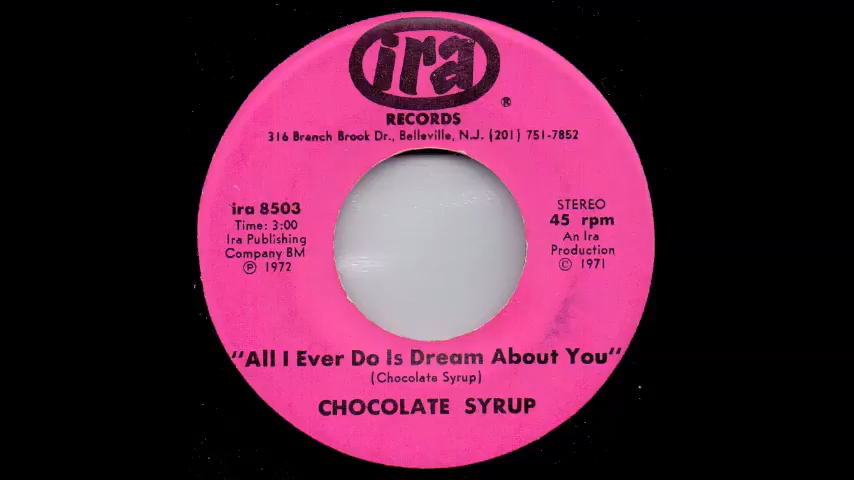 ira
®
RECORDS
316 Branch Brook Dr., Belleville, N.J. (201) 751-7852
ira 8503
Time: 3:00
Ira Publishing
Company BM
Ⓟ 1972
STEREO
45 rpm
An Ira
Production
© 1971
"All I Ever Do Is Dream About You"
(Chocolate Syrup)
CHOCOLATE SYRUP